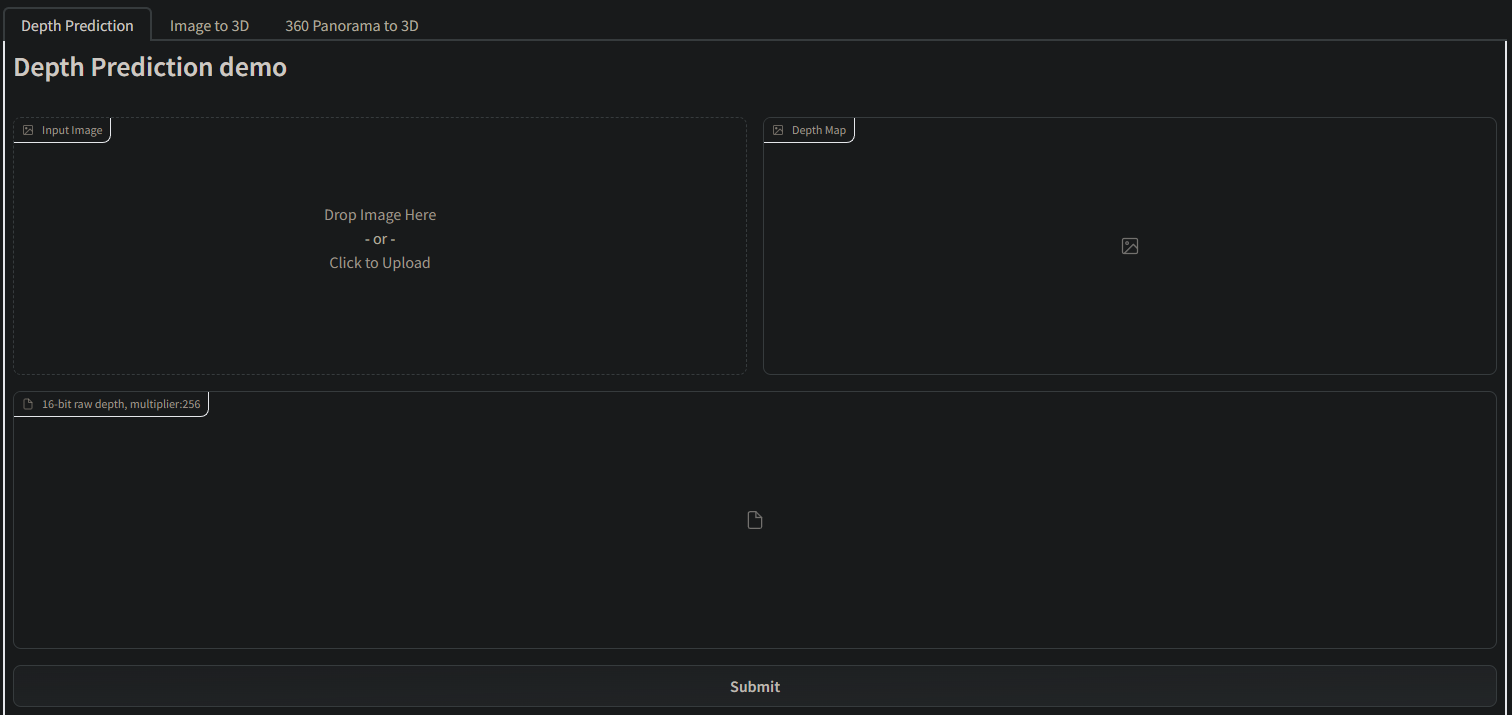 Depth Prediction
Image to 3D
360 Panorama to 3D
Depth Prediction demo
Input Image
Drop Image Here
- or -
Click to Upload
Depth Map
16-bit raw depth, multiplier:256
Submit